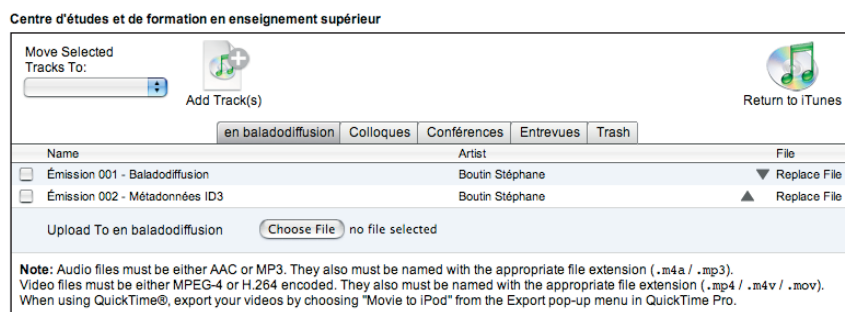 Centre d'études et de formation en enseignement supérieur
Move Selected
Tracks To:
Add Track(s)
Return to iTunes
en baladodiffusion Colloques Conférences Entrevues Trash
Name Artist File
Émission 001 - Baladodiffusion Boutin Stéphane Replace File
Émission 002 - Métadonnées ID3 Boutin Stéphane Replace File
Upload To en baladodiffusion Choose File no file selected
Note: Audio files must be either AAC or MP3. They also must be named with the appropriate file extension (.m4a / .mp3).
Video files must be either MPEG-4 or H.264 encoded. They also must be named with the appropriate file extension (.mp4 / .m4v / .mov).
When using QuickTime®, export your videos by choosing "Movie to iPod" from the Export pop-up menu in QuickTime Pro.